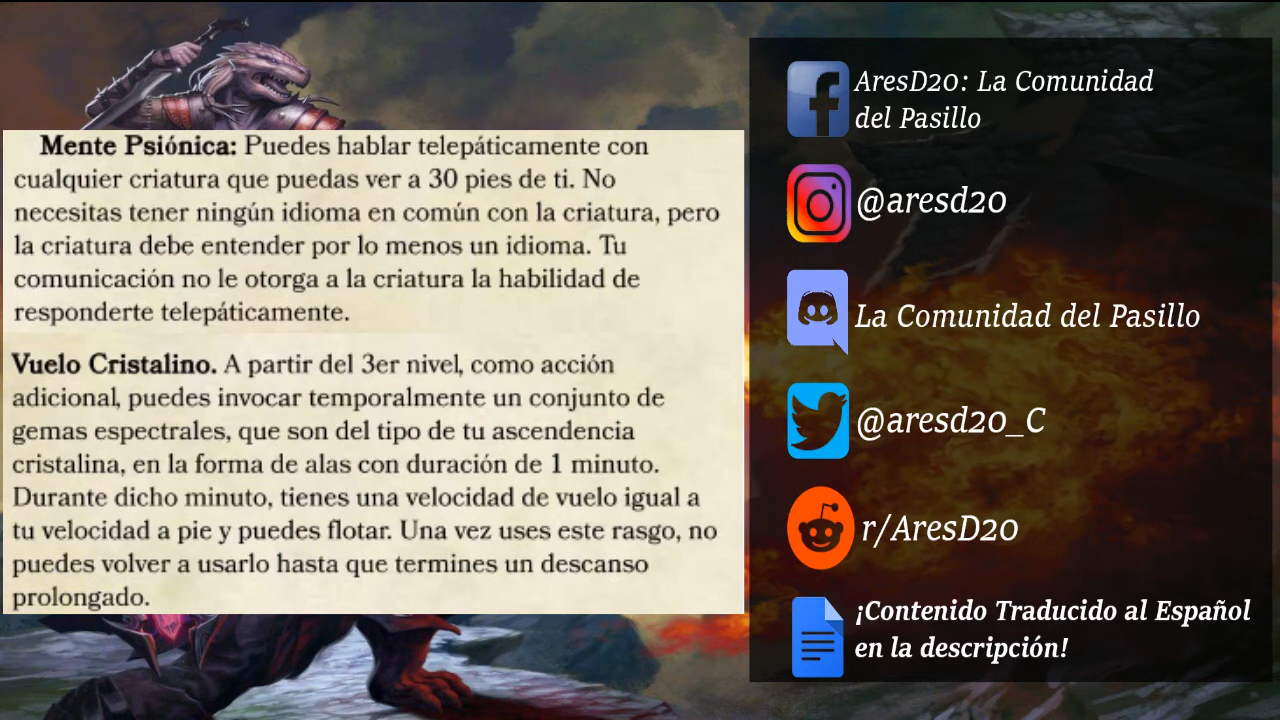 Mente Psiónica: Puedes hablar telepáticamente con
cualquier criatura que puedas ver a 30 pies de ti. No
necesitas tener ningún idioma en común con la criatura, pero
la criatura debe entender por lo menos un idioma. Tu
comunicación no le otorga a la criatura la habilidad de
responderte telepáticamente.
Vuelo Cristalino. A partir del 3er nivel, como acción
adicional, puedes invocar temporalmente un conjunto de
gemas espectrales, que son del tipo de tu ascendencia
cristalina, en la forma de alas con duración de 1 minuto.
Durante dicho minuto, tienes una velocidad de vuelo igual a
tu velocidad a pie y puedes flotar. Una vez uses este rasgo, no
puedes volver a usarlo hasta que termines un descanso
prolongado.
AresD20: La Comunidad
del Pasillo
@aresd20
La Comunidad del Pasillo
@aresd20_C
r/AresD20
¡Contenido Traducido al Español
en la descripción!